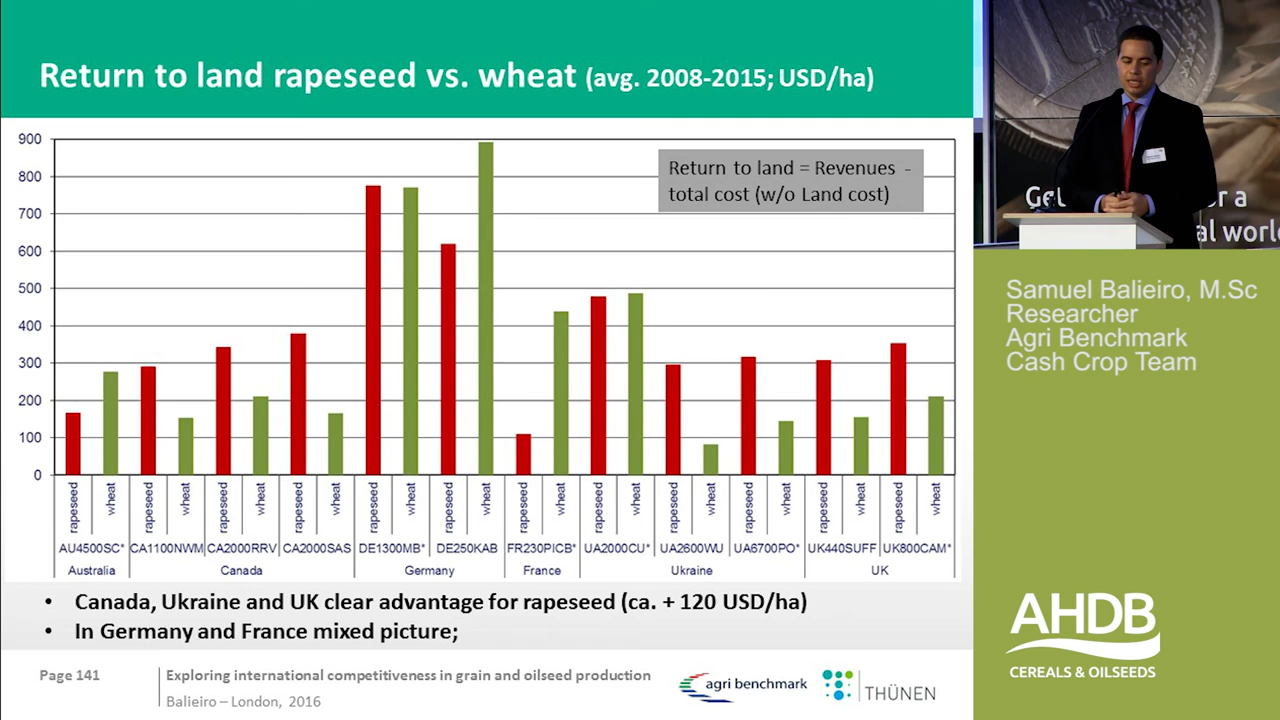 Return to land rapeseed vs. wheat (avg. 2008-2015; USD/ha)
900
800
700
600
500
400
300
200
100
0
Return to land = Revenues -
total cost (w/o Land cost)
rapeseed wheat rapeseed wheat rapeseed wheat rapeseed wheat rapeseed wheat rapeseed wheat rapeseed wheat rapeseed wheat rapeseed wheat rapeseed wheat rapeseed wheat rapeseed wheat
AU4500SC* CA1100NWM CA2000RRV CA2000SAS DE1300MB* DE250KAB FR230PICB* UA2000CU* UA2600WU UA6700PO* UK440SUFF UK800CAM*
Australia Canada Germany France Ukraine UK
• Canada, Ukraine and UK clear advantage for rapeseed (ca. + 120 USD/ha)
• In Germany and France mixed picture;
Page 141
Exploring international competitiveness in grain and oilseed production
Balieiro – London, 2016
agri benchmark
THÜNEN
r a
al worl
Samuel Balieiro, M.Sc
Researcher
Agri Benchmark
Cash Crop Team
AHDB
CEREALS & OILSEEDS